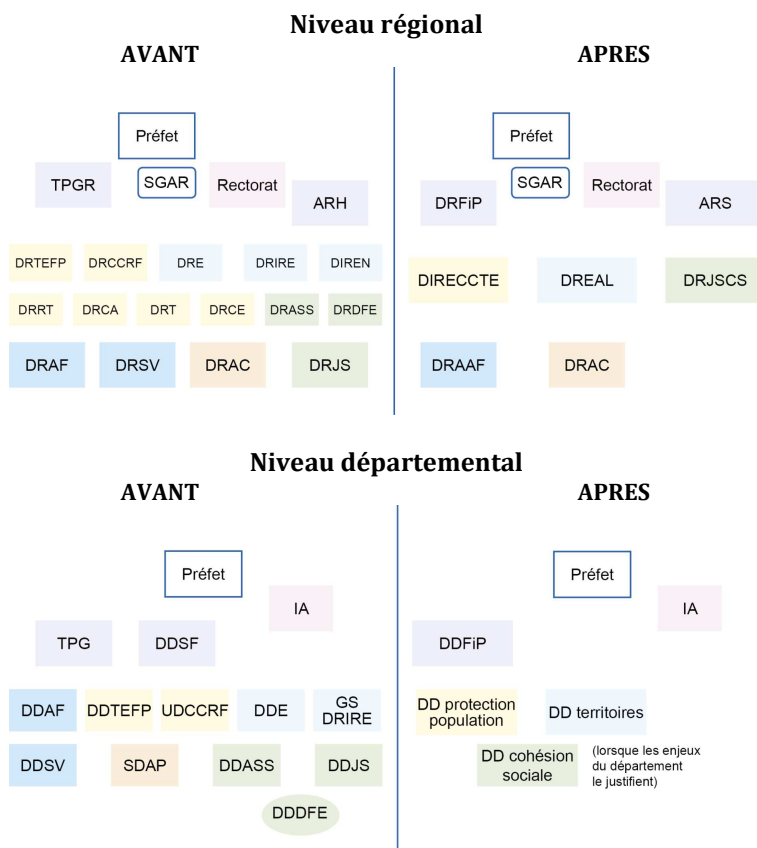 Niveau régional
AVANT
APRES
Préfet
TPGR
SGAR
Rectorat
ARH
DRTEFP
DRCCRF
DRE
DRIRE
DIREN
DRRT
DRCA
DRT
DRCE
DRASS
DRDFE
DRAF
DRSV
DRAC
DRJS
Préfet
DRFiP
SGAR
Rectorat
ARS
DIRECCTE
DREAL
DRJSCS
DRAAF
DRAC
Niveau départemental
AVANT
APRES
Préfet
IA
TPG
DDSF
DDAF
DDTEFP
UDCCRF
DDE
GS
DRIRE
DDSV
SDAP
DDASS
DDJS
DDDFE
Préfet
IA
DDFiP
DD protection
population
DD territoires
DD cohésion
sociale
(lorsque les enjeux
du département
le justifient)